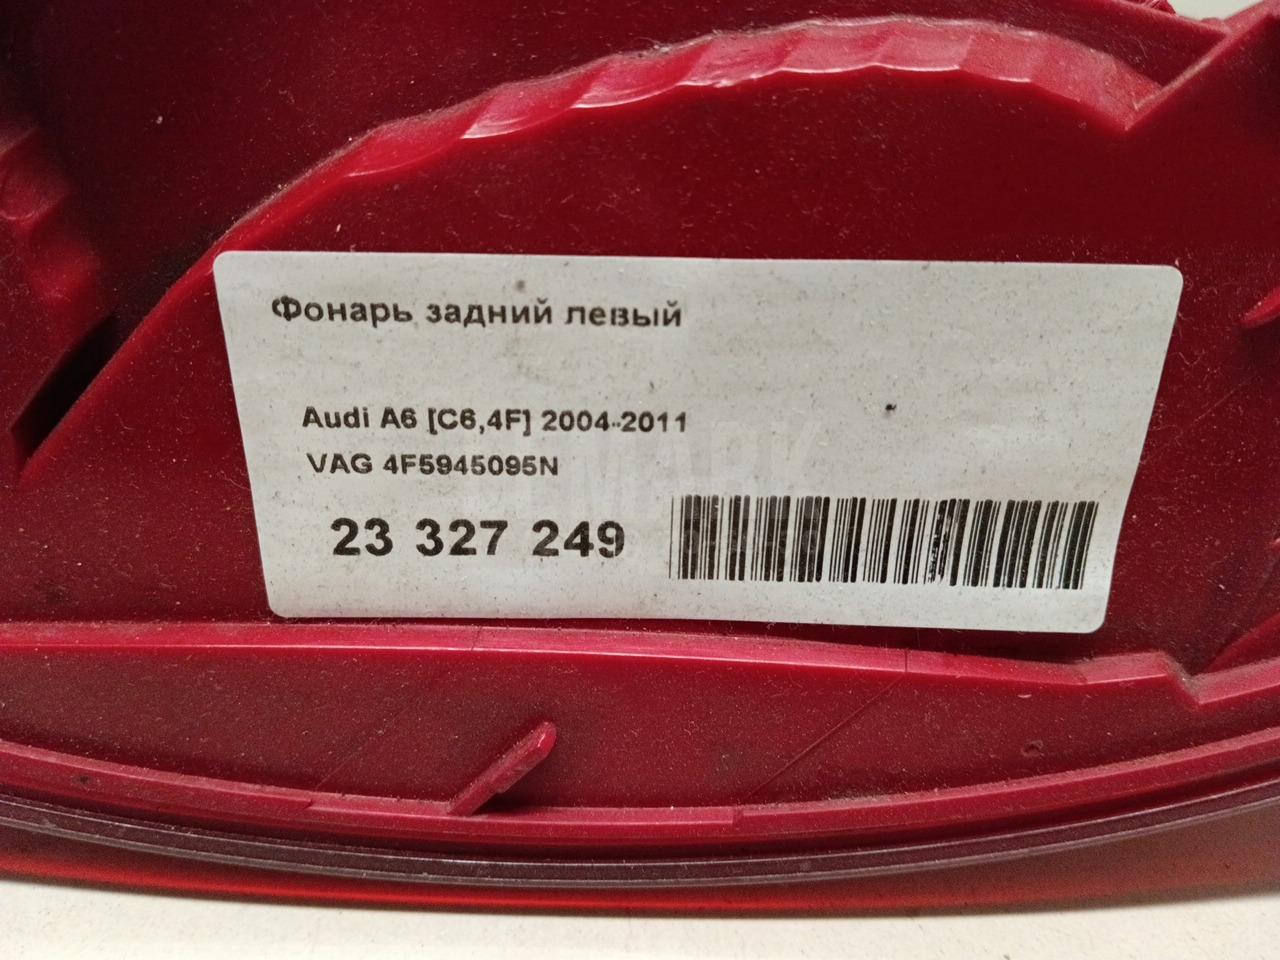 Фонарь задний левый
Audi A6 [C6,4F] 2004-2011
VAG 4F5945095N
23 327 249